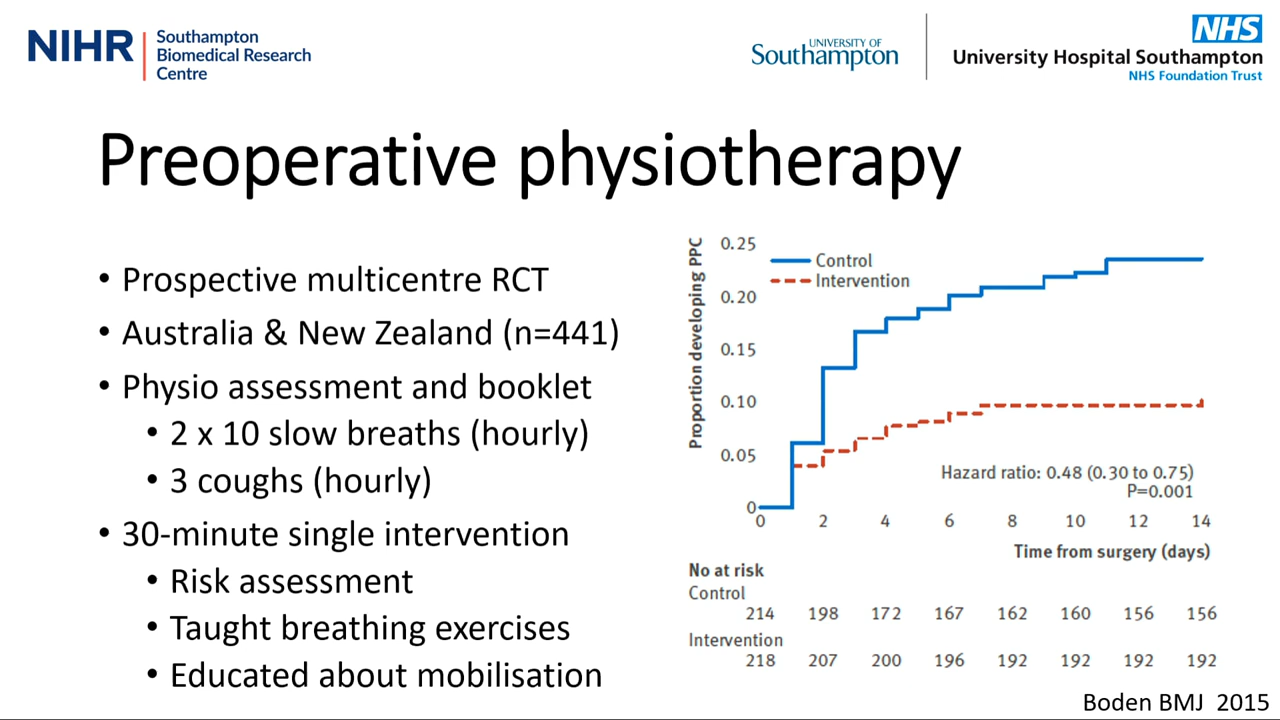 NIHR
Southampton
Biomedical Research
Centre
UNIVERSITY OF
Southampton
NHS
University Hospital Southampton
NHS Foundation Trust
Preoperative physiotherapy
• Prospective multicentre RCT
• Australia & New Zealand (n=441)
• Physio assessment and booklet
• 2 x 10 slow breaths (hourly)
• 3 coughs (hourly)
• 30-minute single intervention
• Risk assessment
• Taught breathing exercises
• Educated about mobilisation
Proportion developing PPC
0.25
0.20
0.15
0.10
0.05
0
Control
Intervention
Hazard ratio: 0.48 (0.30 to 0.75)
P=0.001
0 2 4 6 8 10 12 14
Time from surgery (days)
No at risk
Control
214 198 172 167 162 160 156 156
Intervention
218 207 200 196 192 192 192 192
Boden BMJ 2015